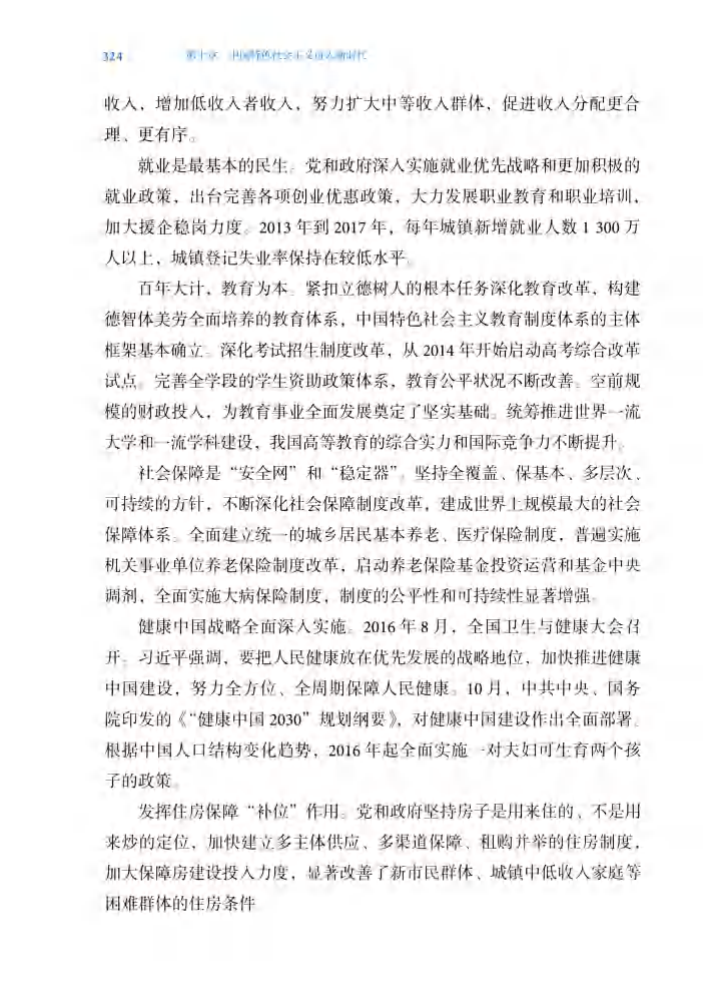 324 第十章 中国特色社会主义进入新时代
收入，增加低收入者收入，努力扩大中等收入群体，促进收入分配更合
理、更有序。
就业是最基本的民生。党和政府深入实施就业优先战略和更加积极的
就业政策，出台完善各项创业优惠政策，大力发展职业教育和职业培训，
加大援企稳岗力度。2013 年到 2017 年，每年城镇新增就业人数 1 300 万
人以上，城镇登记失业率保持在较低水平。
百年大计，教育为本。紧扣立德树人的根本任务深化教育改革，构建
德智体美劳全面培养的教育体系，中国特色社会主义教育制度体系的主体
框架基本确立。深化考试招生制度改革，从 2014 年开始启动高考综合改革
试点。完善全学段的学生资助政策体系，教育公平状况不断改善。空前规
模的财政投入，为教育事业全面发展奠定了坚实基础。统筹推进世界一流
大学和一流学科建设，我国高等教育的综合实力和国际竞争力不断提升。
社会保障是“安全网”和“稳定器”。坚持全覆盖、保基本、多层次、
可持续的方针，不断深化社会保障制度改革，建成世界上规模最大的社会
保障体系。全面建立统一的城乡居民基本养老、医疗保险制度，普遍实施
机关事业单位养老保险制度改革，启动养老保险基金投资运营和基金中央
调剂，全面实施大病保险制度，制度的公平性和可持续性显著增强。
健康中国战略全面深入实施。2016 年 8 月，全国卫生与健康大会召
开。习近平强调，要把人民健康放在优先发展的战略地位，加快推进健康
中国建设，努力全方位、全周期保障人民健康。10 月，中共中央、国务
院印发的《“健康中国 2030”规划纲要》，对健康中国建设作出全面部署。
根据中国人口结构变化趋势，2016 年起全面实施一对夫妇可生育两个孩
子的政策。
发挥住房保障“补位”作用。党和政府坚持房子是用来住的、不是用
来炒的定位，加快建立多主体供应、多渠道保障、租购并举的住房制度，
加大保障房建设投入力度，显著改善了新市民群体、城镇中低收入家庭等
困难群体的住房条件